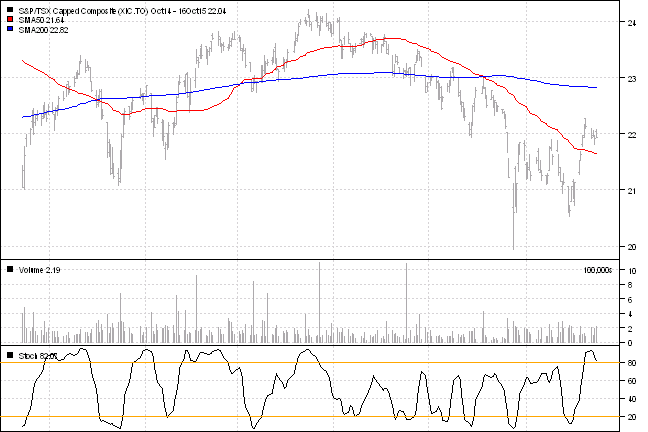 S&P/TSX Capped Composite (XIC.TO) Oct14 - 16Oct15 22.04
SMA50 21.64
SMA200 22.82
24
23
22
21
20
Volume 2.19
100,000s
10
8
6
4
2
0
Stoch 82.07
80
60
40
20